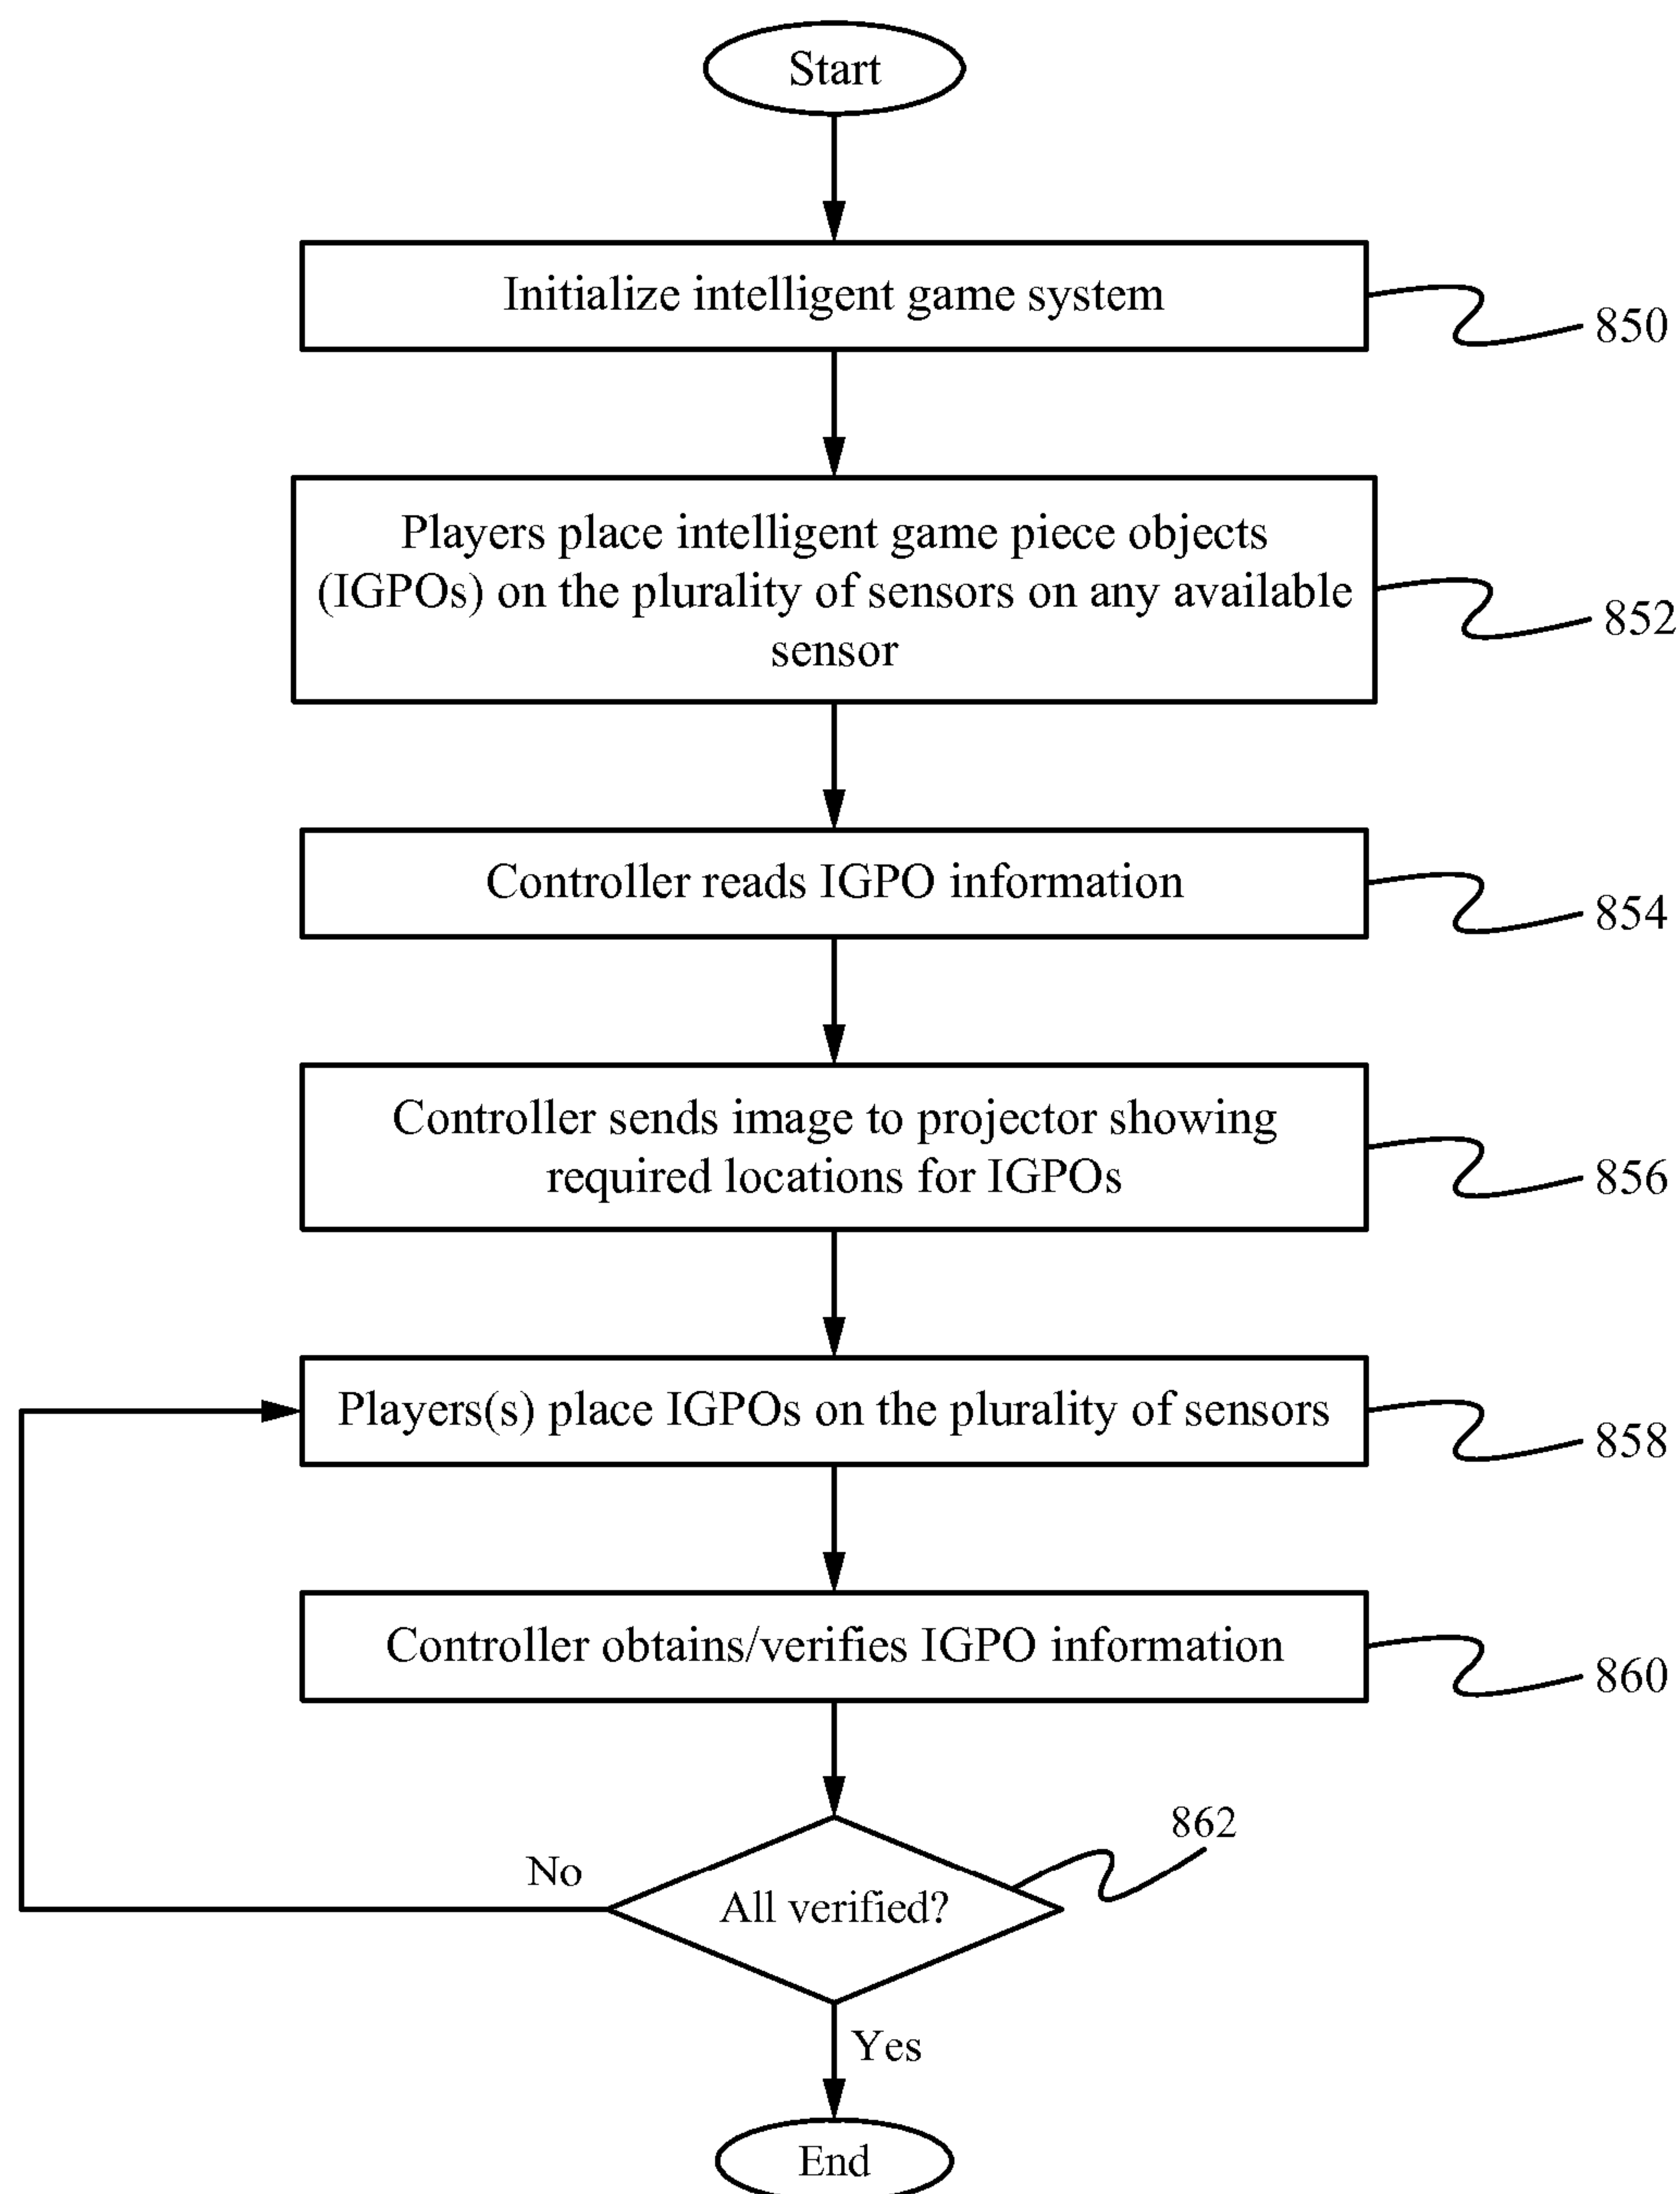 Start
Initialize intelligent game system
850
Players place intelligent game piece objects
(IGPOs) on the plurality of sensors on any available
sensor
852
Controller reads IGPO information
854
Controller sends image to projector showing
required locations for IGPOs
856
Players(s) place IGPOs on the plurality of sensors
858
Controller obtains/verifies IGPO information
860
862
No
All verified?
Yes
End